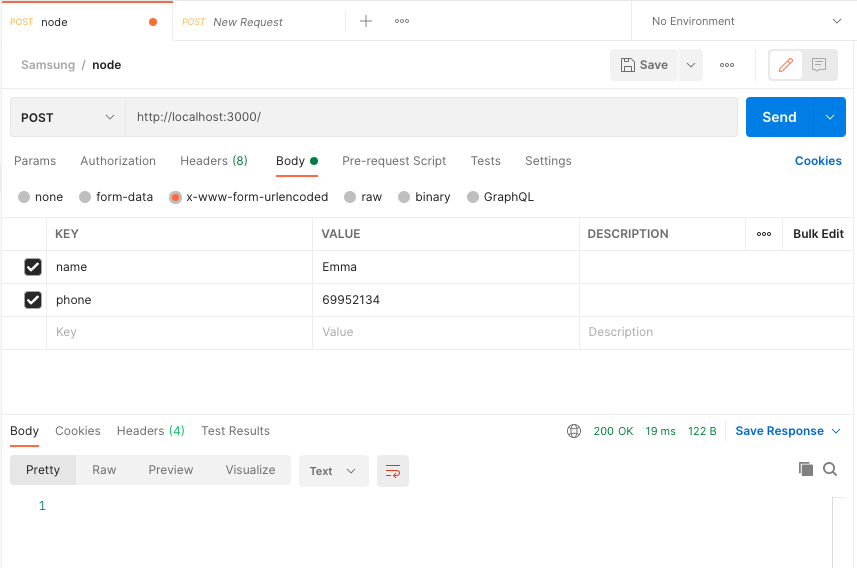 POST node POST New Request No Environment
Samsung / node Save
POST http://localhost:3000/ Send
Params Authorization Headers (8) Body Pre-request Script Tests Settings Cookies
none form-data x-www-form-urlencoded raw binary GraphQL
KEY VALUE DESCRIPTION Bulk Edit
name Emma
phone 69952134
Key Value Description
Body Cookies Headers (4) Test Results 200 OK 19 ms 122 B Save Response
Pretty Raw Preview Visualize Text
1